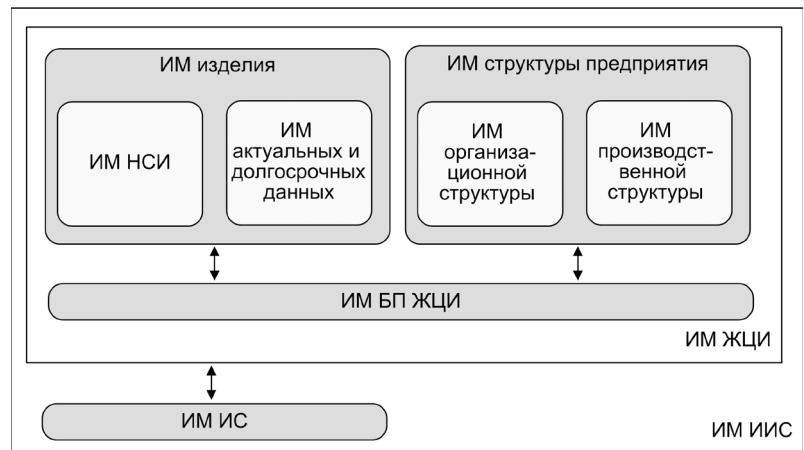 ИМ изделия
ИМ НСИ
ИМ
актуальных и
долгосрочных
данных
ИМ структуры предприятия
ИМ
организа-
ционной
структуры
ИМ
производст-
венной
структуры
ИМ БП ЖЦИ
ИМ ЖЦИ
ИМ ИС
ИМ ИИС